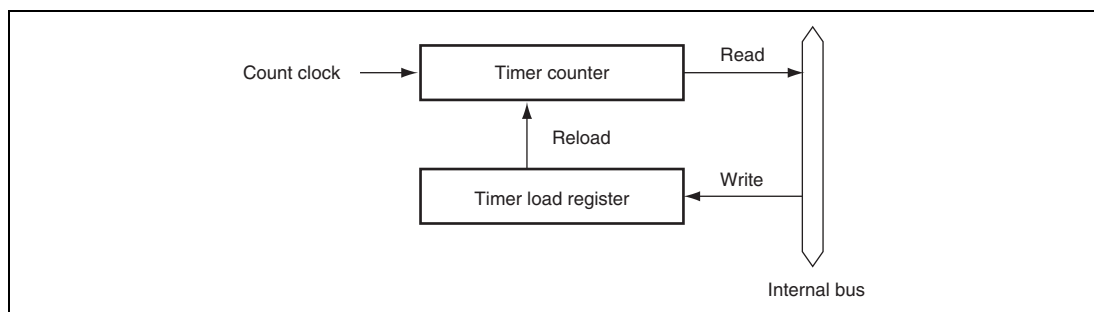 Count clock
Timer counter
Read
Reload
Timer load register
Write
Internal bus